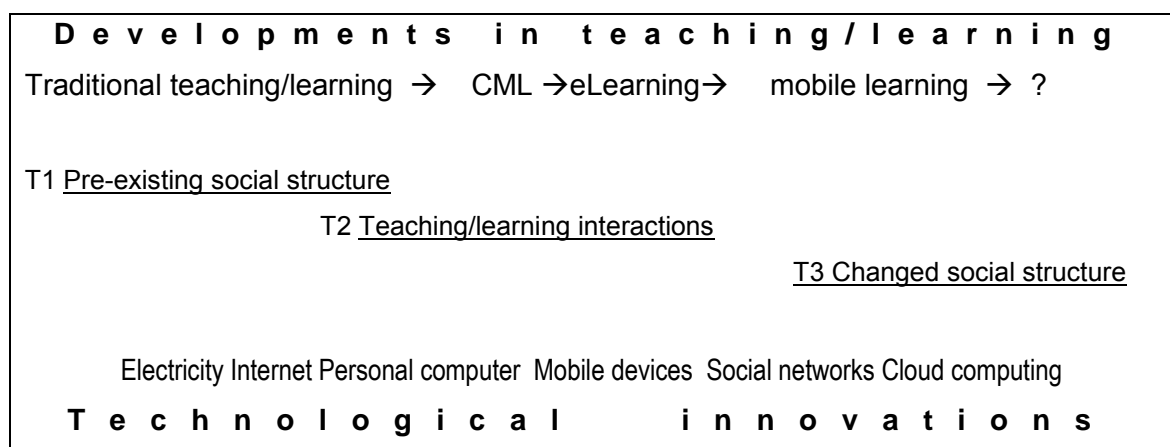 Developments in teaching/learning
Traditional teaching/learning → CML →eLearning→ mobile learning → ?
T1 Pre-existing social structure
T2 Teaching/learning interactions
T3 Changed social structure
Electricity Internet Personal computer Mobile devices Social networks Cloud computing
Technological innovations